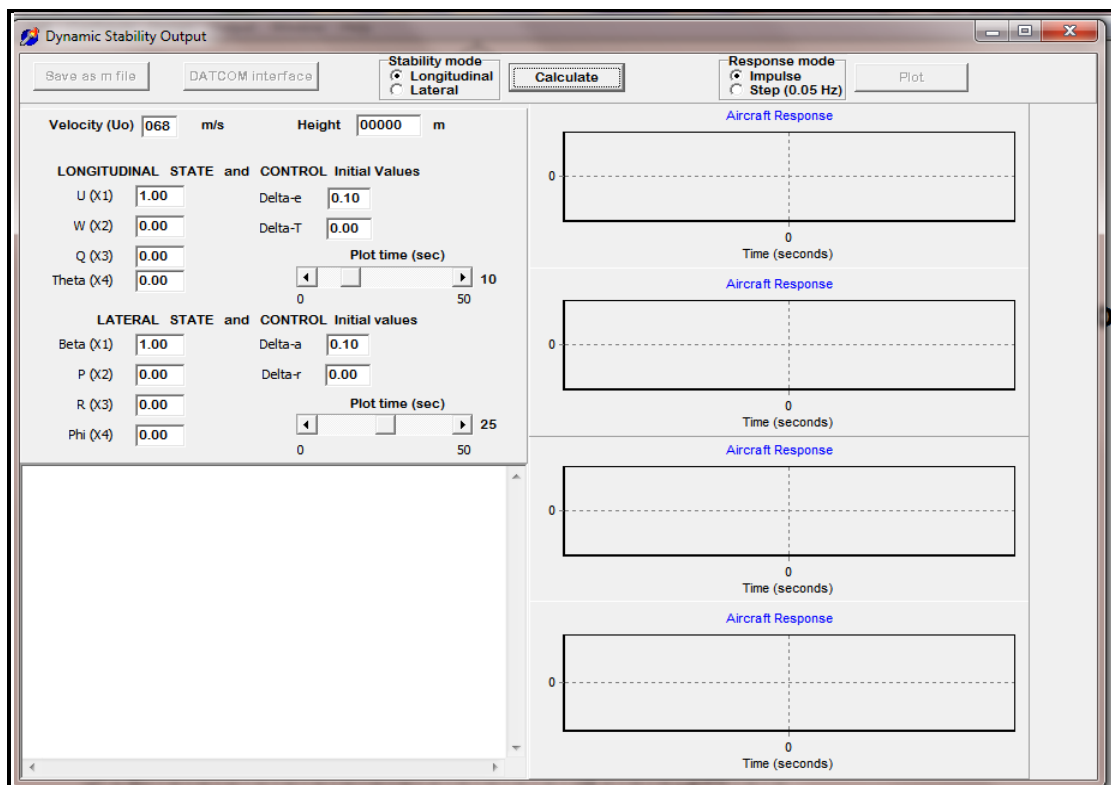 Dynamic Stability Output
Save as m file
DATCOM interface
Stability mode
Longitudinal
Lateral
Calculate
Response mode
Impulse
Step (0.05 Hz)
Plot
Velocity (Uo) 068 m/s Height 00000 m
LONGITUDINAL STATE and CONTROL Initial Values
U (X1) 1.00 Delta-e 0.10
W (X2) 0.00 Delta-T 0.00
Q (X3) 0.00 Plot time (sec)
Theta (X4) 0.00 10
0 50
LATERAL STATE and CONTROL Initial values
Beta (X1) 1.00 Delta-a 0.10
P (X2) 0.00 Delta-r 0.00
R (X3) 0.00 Plot time (sec)
Phi (X4) 0.00 25
0 50
Aircraft Response
0
0
Time (seconds)
Aircraft Response
0
0
Time (seconds)
Aircraft Response
0
0
Time (seconds)
Aircraft Response
0
0
Time (seconds)